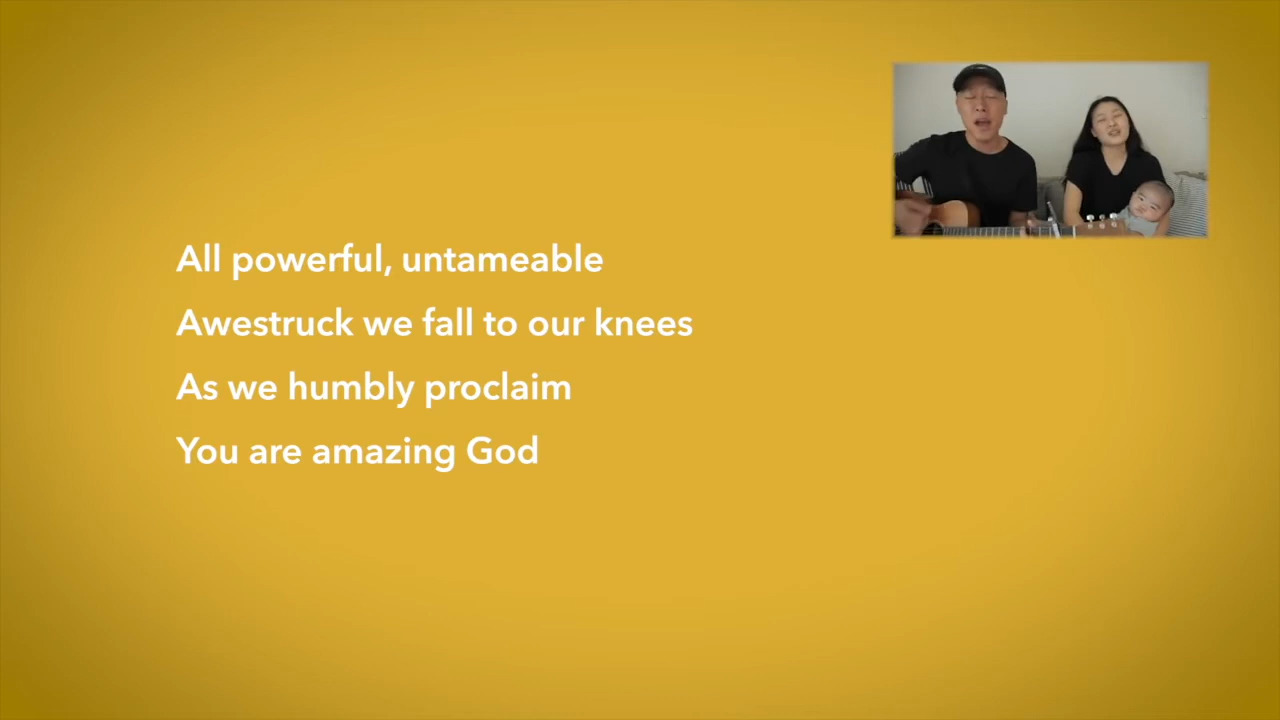 All powerful, untameable
Awestruck we fall to our knees
As we humbly proclaim
You are amazing God